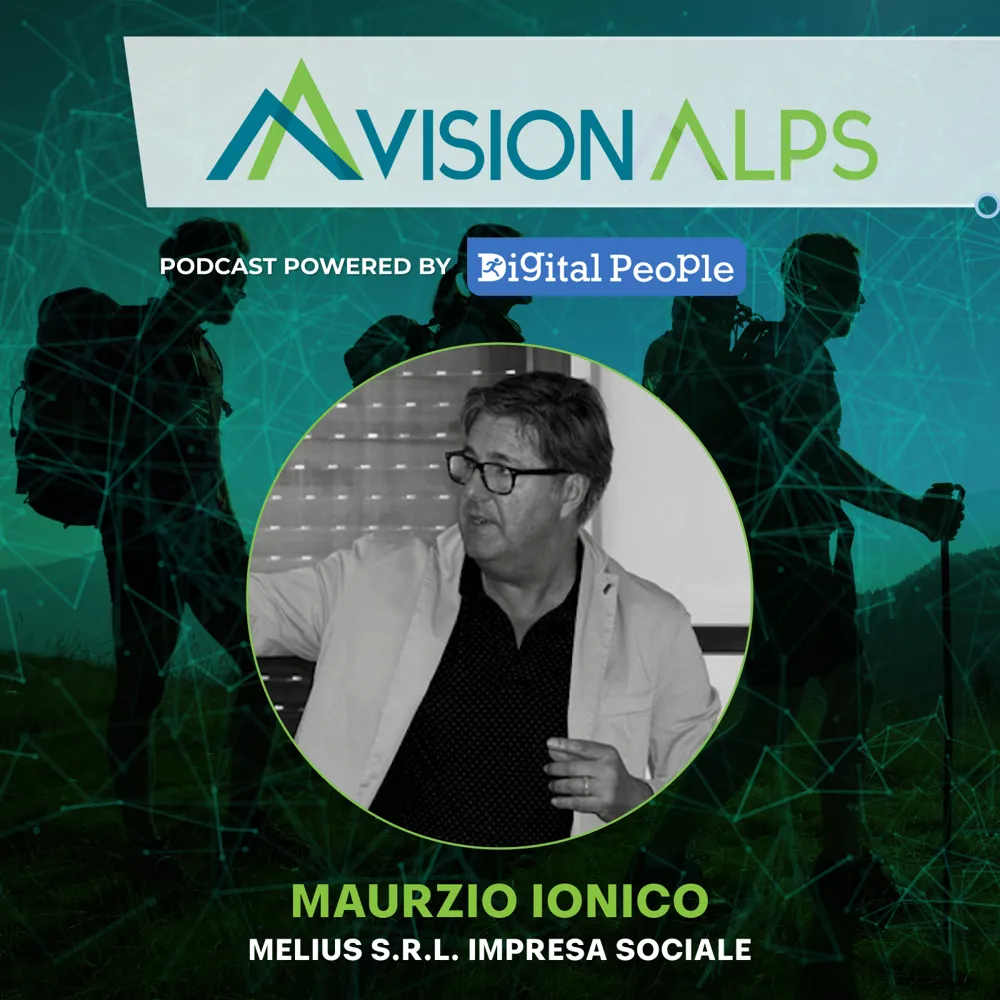 VISION ALPS
PODCAST POWERED BY Digital People
MAURZIO IONICO
MELIUS S.R.L. IMPRESA SOCIALE